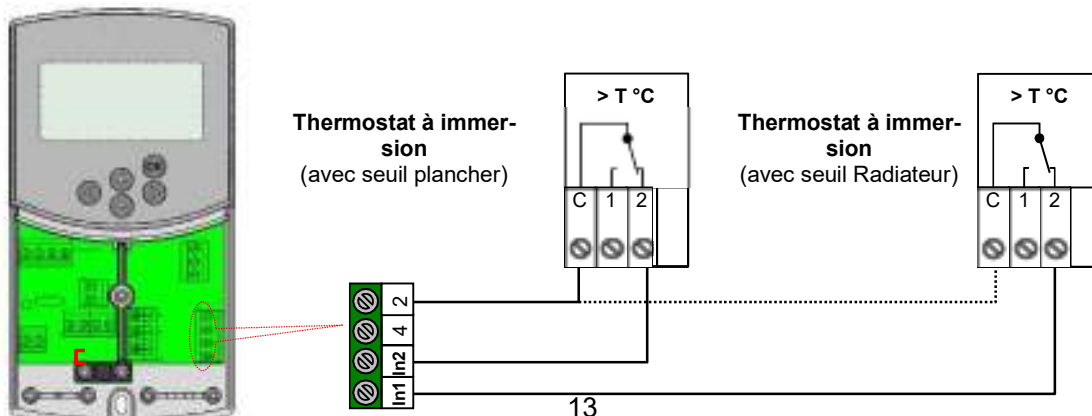 > T °C
Thermostat à immer-
sion
(avec seuil plancher)
C 1 2
> T °C
Thermostat à immer-
sion
(avec seuil Radiateur)
C 1 2
2
4
In2
In1
13